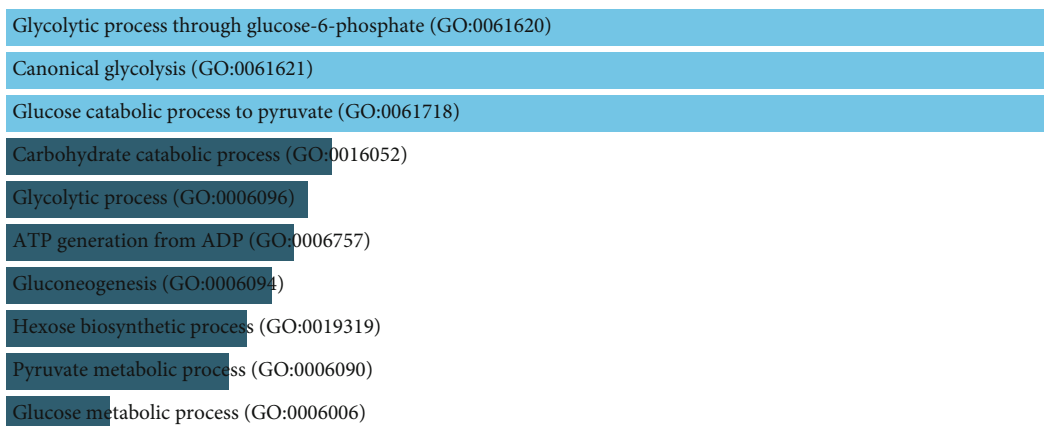 Glycolytic process through glucose-6-phosphate (GO:0061620)
Canonical glycolysis (GO:0061621)
Glucose catabolic process to pyruvate (GO:0061718)
Carbohydrate catabolic process (GO:0016052)
Glycolytic process (GO:0006096)
ATP generation from ADP (GO:0006757)
Gluconeogenesis (GO:0006094)
Hexose biosynthetic process (GO:0019319)
Pyruvate metabolic process (GO:0006090)
Glucose metabolic process (GO:0006006)